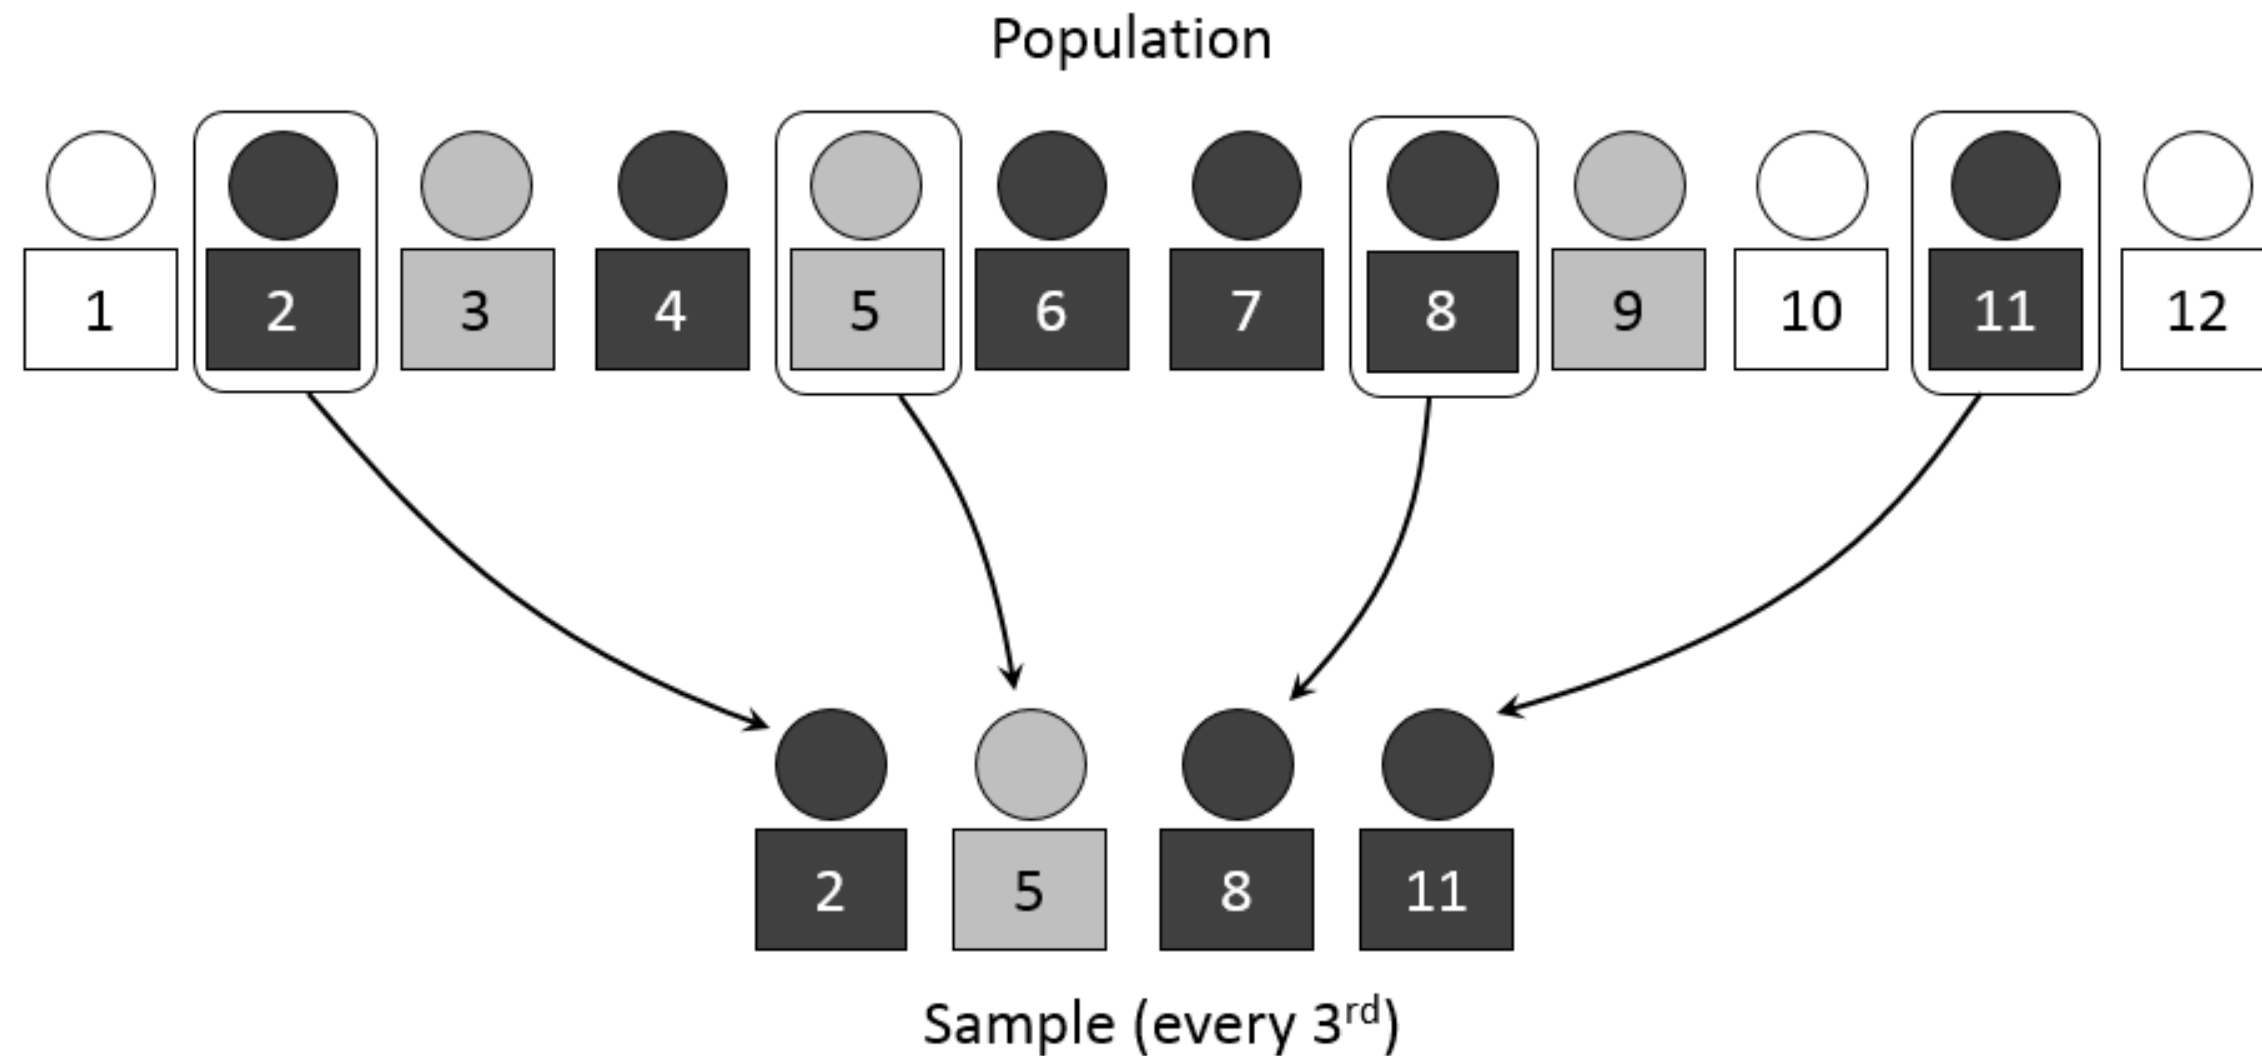 Population
1 2 3 4 5 6 7 8 9 10 11 12
2 5 8 11
Sample (every 3rd)